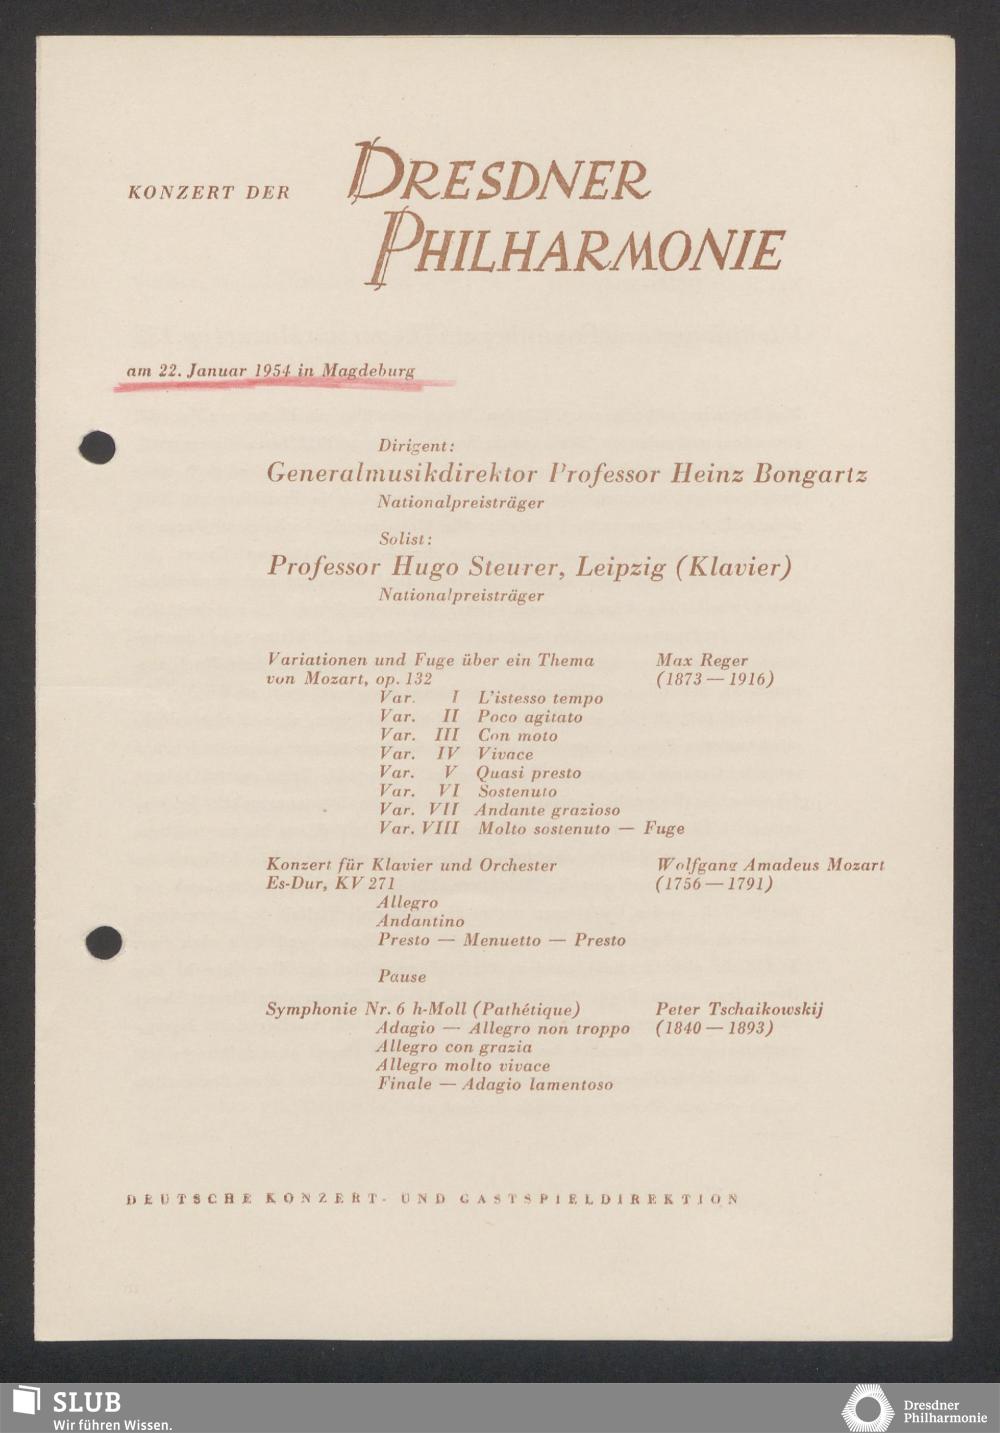 KONZERT DER
DRESDNER
PHILHARMONIE
am 22. Januar 1954 in Magdeburg
Dirigent:
Generalmusikdirektor Professor Heinz Bongartz
Nationalpreisträger
Solist:
Professor Hugo Steurer, Leipzig (Klavier)
Nationalpreisträger
Variationen und Fuge über ein Thema Max Reger
von Mozart, op. 132 (1873 — 1916)
Var. I L'istesso tempo
Var. II Poco agitato
Var. III Con moto
Var. IV Vivace
Var. V Quasi presto
Var. VI Sostenuto
Var. VII Andante grazioso
Var. VIII Molto sostenuto — Fuge
Konzert für Klavier und Orchester Wolfgang Amadeus Mozart
Es-Dur, KV 271 (1756 — 1791)
Allegro
Andantino
Presto — Menuetto — Presto
Pause
Symphonie Nr. 6 h-Moll (Pathétique) Peter Tschaikowskij
Adagio — Allegro non troppo (1840 — 1893)
Allegro con grazia
Allegro molto vivace
Finale — Adagio lamentoso
DEUTSCHE KONZERT- UND GASTSPIELDIREKTION
SLUB
Wir führen Wissen.
Dresdner
Philharmonie